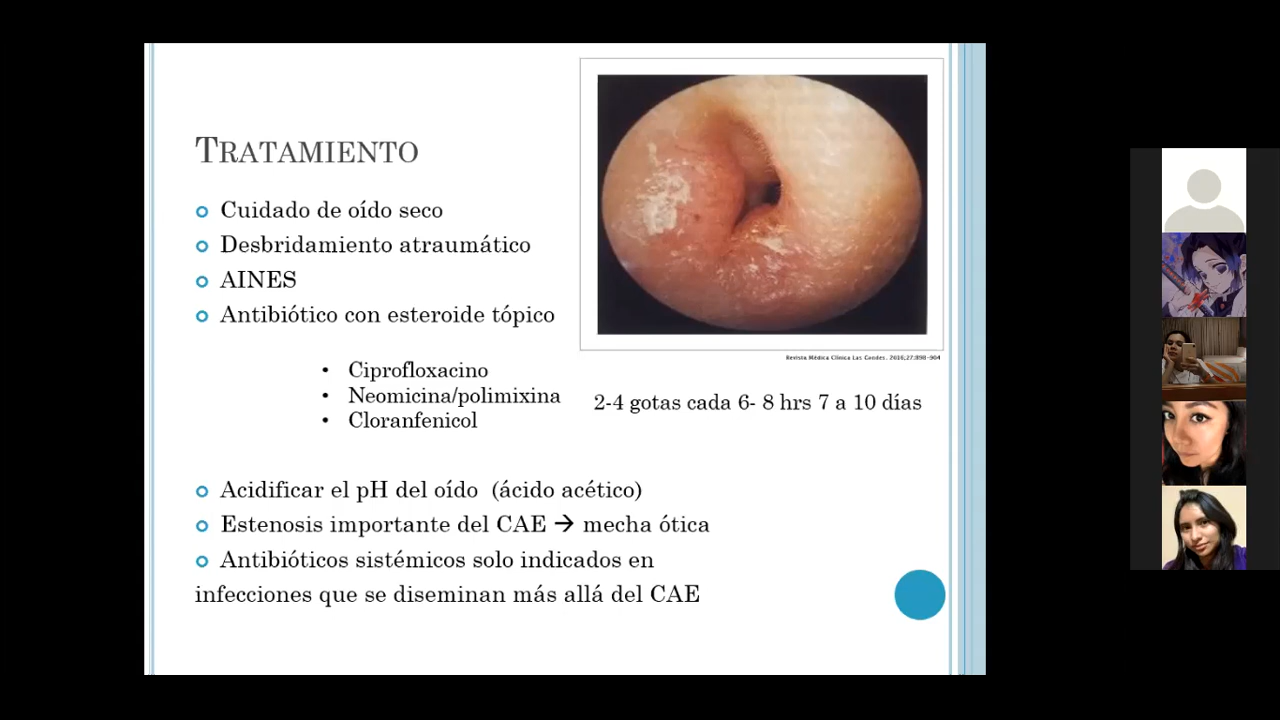 TRATAMIENTO
Cuidado de oído seco
Desbridamiento atraumático
AINES
Antibiótico con esteroide tópico
Revista Médica Clínica Las Condes. 2016;27:898-904
• Ciprofloxacino
• Neomicina/polimixina
• Cloranfenicol
2-4 gotas cada 6- 8 hrs 7 a 10 días
Acidificar el pH del oído (ácido acético)
Estenosis importante del CAE → mecha ótica
Antibióticos sistémicos solo indicados en
infecciones que se diseminan más allá del CAE